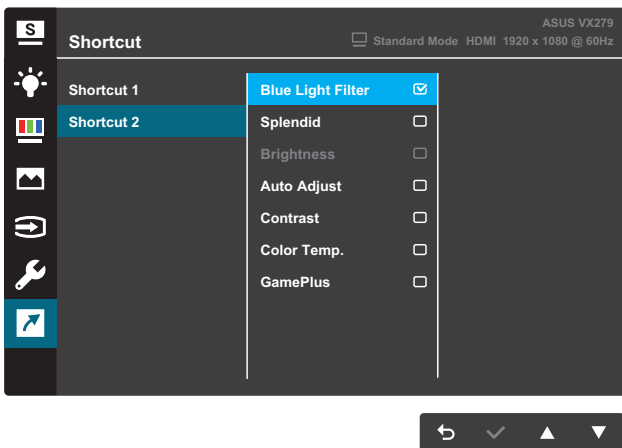 S
ASUS VX279
Shortcut
Standard Mode HDMI 1920 x 1080 @ 60Hz
Shortcut 1
Shortcut 2
Blue Light Filter
Splendid
Brightness
Auto Adjust
Contrast
Color Temp.
GamePlus